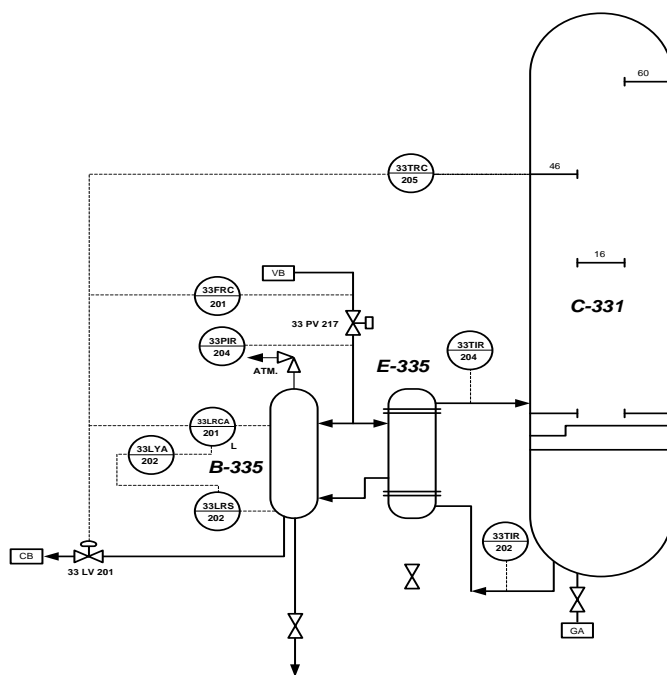 60
33TRC
205
46
16
VB
C-331
33FRC
201
33 PV 217
33PIR
204
ATM.
E-335
33TIR
204
33LRCA
201
L
33LYA
202
B-335
33LRS
202
33TIR
202
CB
33 LV 201
GA